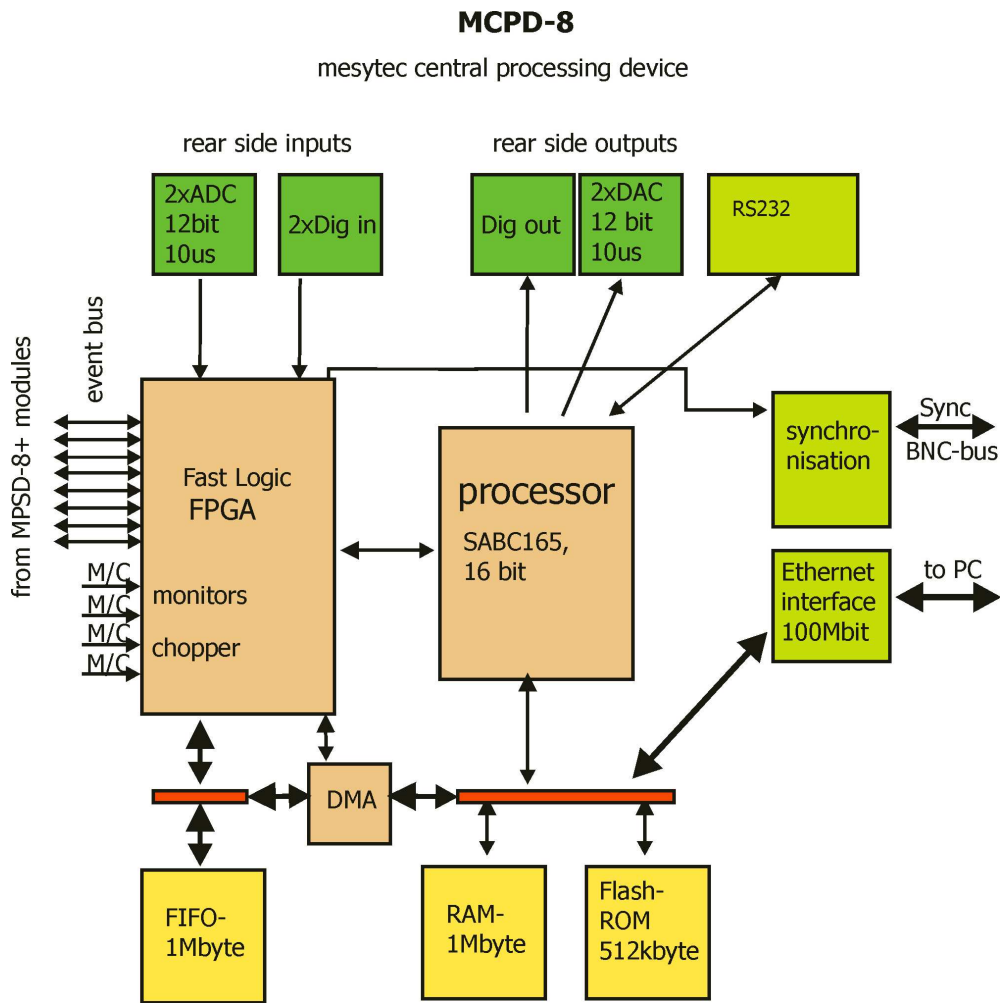 MCPD-8
mesytec central processing device
rear side inputs
rear side outputs
2xADC
12bit
10us
2xDig in
Dig out
2xDAC
12 bit
10us
RS232
from MPSD-8+ modules
event bus
Fast Logic
FPGA
M/C
M/C
M/C
M/C
monitors
chopper
processor
SABC165,
16 bit
synchro-
nisation
Sync
BNC-bus
Ethernet
interface
100Mbit
to PC
DMA
FIFO-
1Mbyte
RAM-
1Mbyte
Flash-
ROM
512kbyte